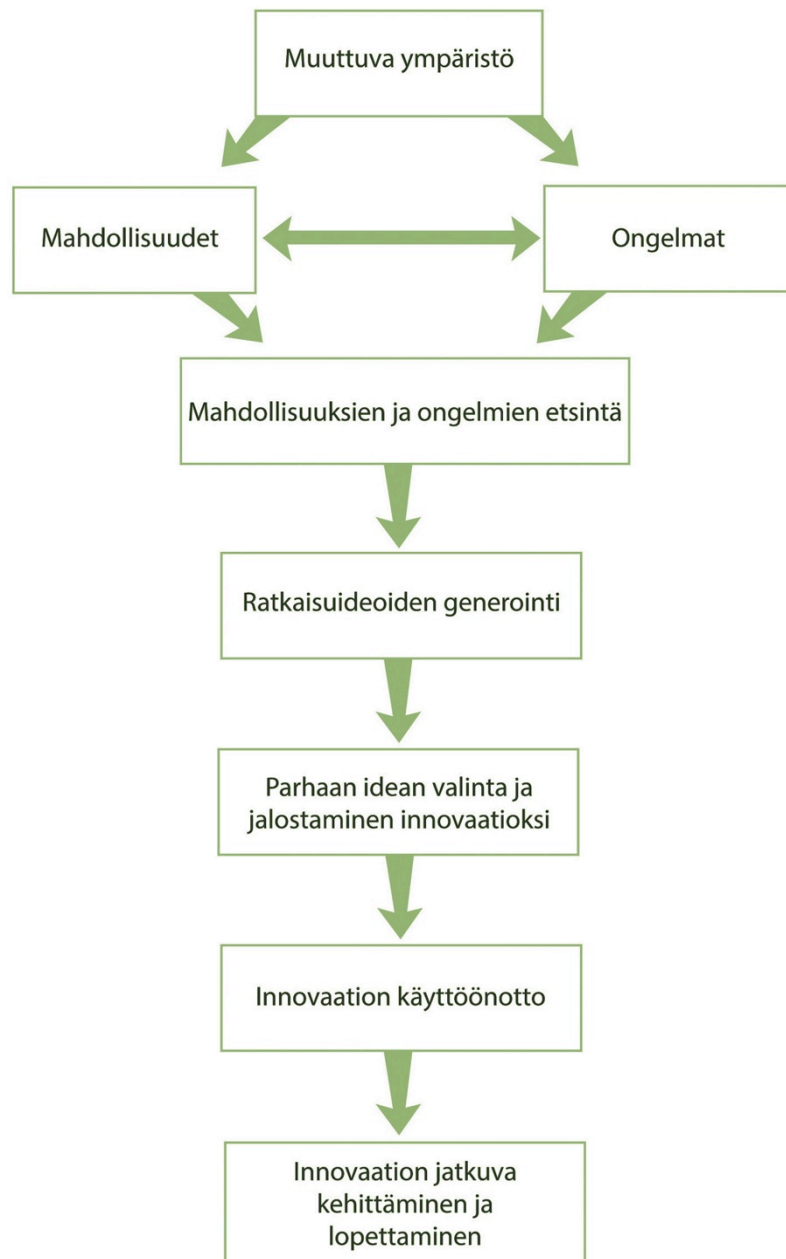 Muuttuva ympäristö
Mahdollisuudet
Ongelmat
Mahdollisuuksien ja ongelmien etsintä
Ratkaisuideoiden generointi
Parhaan idean valinta ja
jalostaminen innovaatioksi
Innovaation käyttöönotto
Innovaation jatkuva
kehittäminen ja
lopettaminen